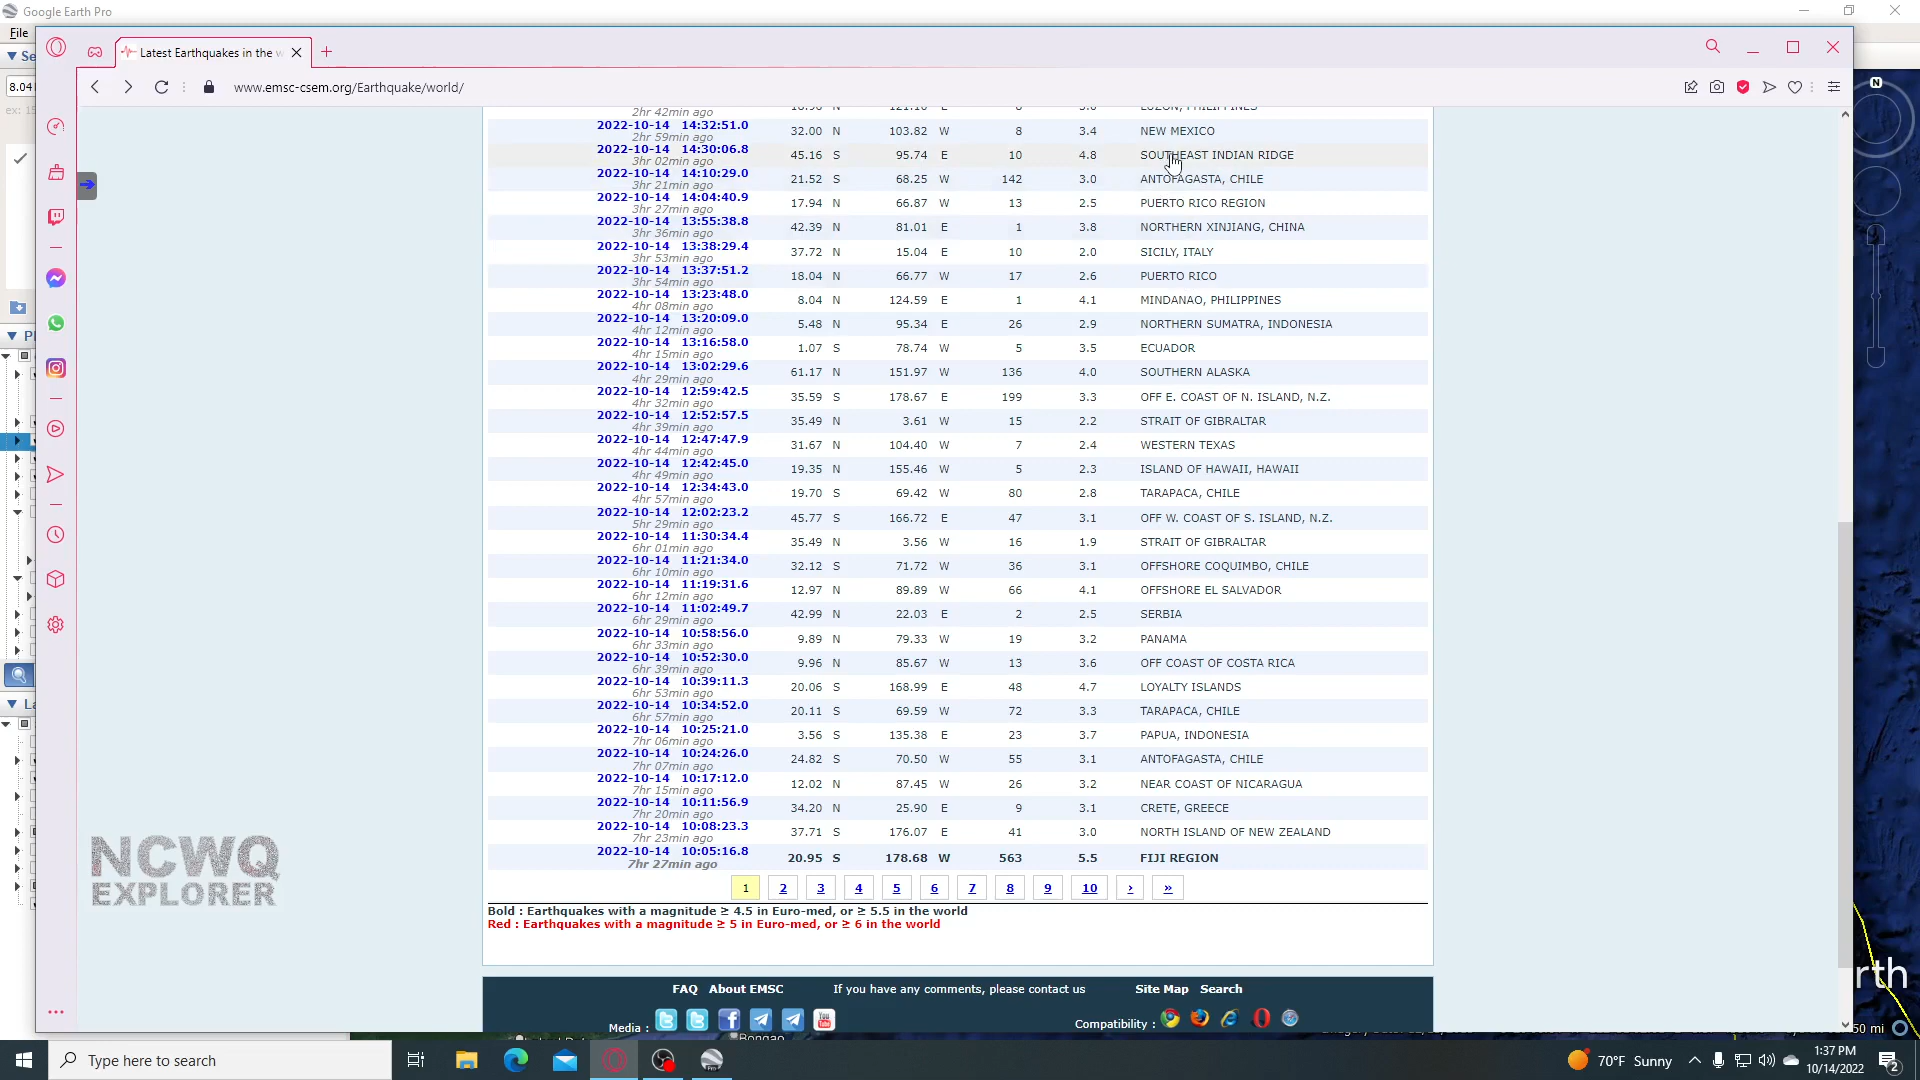 Google Earth Pro
File
Latest Earthquakes in the w
www.emsc-csem.org/Earthquake/world/
8.04
2hr 42min ago
2022-10-14 14:32:51.0 32.00 N 103.82 W 8 3.4 NEW MEXICO
2hr 59min ago
2022-10-14 14:30:06.8 45.16 S 95.74 E 10 4.8 SOUTHEAST INDIAN RIDGE
3hr 02min ago
2022-10-14 14:10:29.0 21.52 S 68.25 W 142 3.0 ANTOFAGASTA, CHILE
3hr 21min ago
2022-10-14 14:04:40.9 17.94 N 66.87 W 13 2.5 PUERTO RICO REGION
3hr 27min ago
2022-10-14 13:55:38.8 42.39 N 81.01 E 1 3.8 NORTHERN XINJIANG, CHINA
3hr 36min ago
2022-10-14 13:38:29.4 37.72 N 15.04 E 10 2.0 SICILY, ITALY
3hr 53min ago
2022-10-14 13:37:51.2 18.04 N 66.77 W 17 2.6 PUERTO RICO
3hr 54min ago
2022-10-14 13:23:48.0 8.04 N 124.59 E 1 4.1 MINDANAO, PHILIPPINES
4hr 08min ago
2022-10-14 13:20:09.0 5.48 N 95.34 E 26 2.9 NORTHERN SUMATRA, INDONESIA
4hr 12min ago
2022-10-14 13:16:58.0 1.07 S 78.74 W 5 3.5 ECUADOR
4hr 15min ago
2022-10-14 13:02:29.6 61.17 N 151.97 W 136 4.0 SOUTHERN ALASKA
4hr 29min ago
2022-10-14 12:59:42.5 35.59 S 178.67 E 199 3.3 OFF E. COAST OF N. ISLAND, N.Z.
4hr 32min ago
2022-10-14 12:52:57.5 35.49 N 3.61 W 15 2.2 STRAIT OF GIBRALTAR
4hr 39min ago
2022-10-14 12:47:47.9 31.67 N 104.40 W 7 2.4 WESTERN TEXAS
4hr 44min ago
2022-10-14 12:42:45.0 19.35 N 155.46 W 5 2.3 ISLAND OF HAWAII, HAWAII
4hr 49min ago
2022-10-14 12:34:43.0 19.70 S 69.42 W 80 2.8 TARAPACA, CHILE
4hr 57min ago
2022-10-14 12:02:23.2 45.77 S 166.72 E 47 3.1 OFF W. COAST OF S. ISLAND, N.Z.
5hr 29min ago
2022-10-14 11:30:34.4 35.49 N 3.56 W 16 1.9 STRAIT OF GIBRALTAR
6hr 01min ago
2022-10-14 11:21:34.0 32.12 S 71.72 W 36 3.1 OFFSHORE COQUIMBO, CHILE
6hr 10min ago
2022-10-14 11:19:31.6 12.97 N 89.89 W 66 4.1 OFFSHORE EL SALVADOR
6hr 12min ago
2022-10-14 11:02:49.7 42.99 N 22.03 E 2 2.5 SERBIA
6hr 29min ago
2022-10-14 10:58:56.0 9.89 N 79.33 W 19 3.2 PANAMA
6hr 33min ago
2022-10-14 10:52:30.0 9.96 N 85.67 W 13 3.6 OFF COAST OF COSTA RICA
6hr 39min ago
2022-10-14 10:39:11.3 20.06 S 168.99 E 48 4.7 LOYALTY ISLANDS
6hr 53min ago
2022-10-14 10:34:52.0 20.11 S 69.59 W 72 3.3 TARAPACA, CHILE
6hr 57min ago
2022-10-14 10:25:21.0 3.56 S 135.38 E 23 3.7 PAPUA, INDONESIA
7hr 06min ago
2022-10-14 10:24:26.0 24.82 S 70.50 W 55 3.1 ANTOFAGASTA, CHILE
7hr 07min ago
2022-10-14 10:17:12.0 12.02 N 87.45 W 26 3.2 NEAR COAST OF NICARAGUA
7hr 15min ago
2022-10-14 10:11:56.9 34.20 N 25.90 E 9 3.1 CRETE, GREECE
7hr 20min ago
2022-10-14 10:08:23.3 37.71 S 176.07 E 41 3.0 NORTH ISLAND OF NEW ZEALAND
7hr 23min ago
2022-10-14 10:05:16.8 20.95 S 178.68 W 563 5.5 FIJI REGION
7hr 27min ago
1 2 3 4 5 6 7 8 9 10 › »
Bold : Earthquakes with a magnitude ≥ 4.5 in Euro-med, or ≥ 5.5 in the world
Red : Earthquakes with a magnitude ≥ 5 in Euro-med, or ≥ 6 in the world
FAQ About EMSC If you have any comments, please contact us Site Map Search
Media : Compatibility :
NCWQ
EXPLORER
N
rth
50 mi
Type here to search
70°F Sunny
1:37 PM
10/14/2022
2